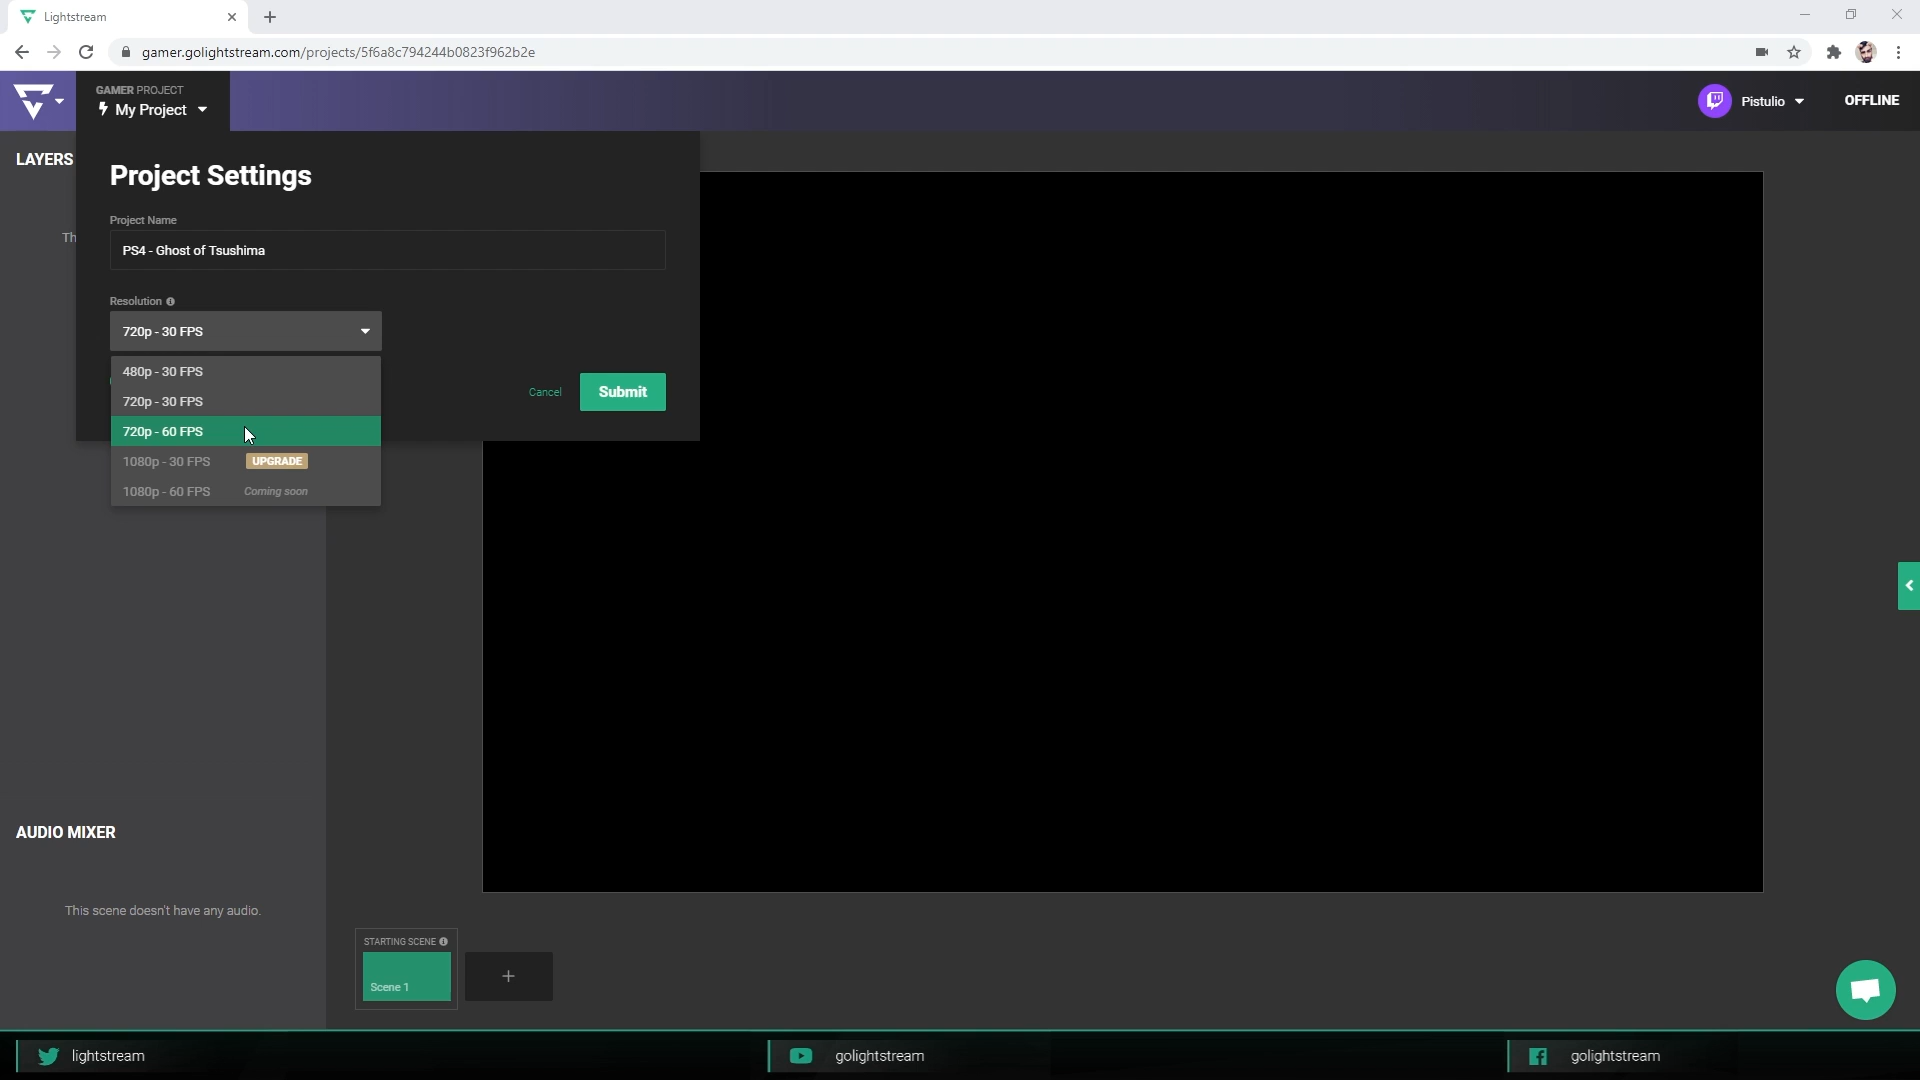 Lightstream
gamer.golightstream.com/projects/5f6a8c794244b0823f962b2e
GAMER PROJECT
My Project
Pistulio
OFFLINE
LAYERS
Th
Project Settings
Project Name
PS4 - Ghost of Tsushima
Resolution
720p - 30 FPS
480p - 30 FPS
720p - 30 FPS
720p - 60 FPS
1080p - 30 FPS UPGRADE
1080p - 60 FPS Coming soon
Cancel
Submit
AUDIO MIXER
This scene doesn't have any audio.
STARTING SCENE
Scene 1
lightstream
golightstream
golightstream